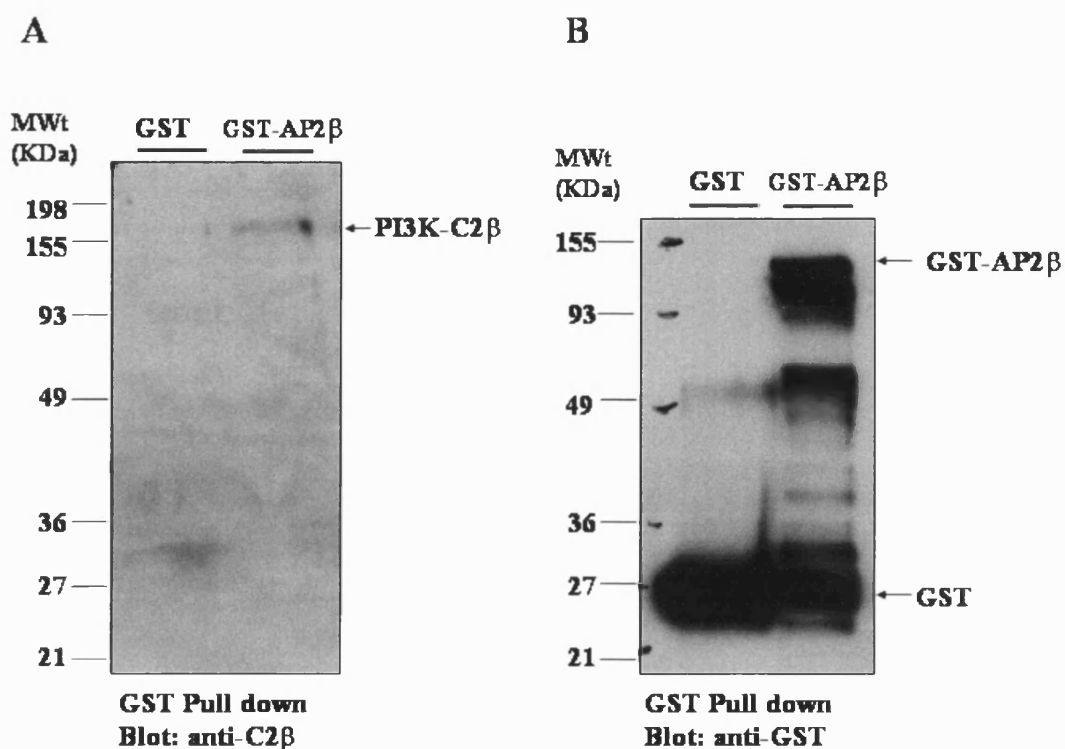 A
MWt
(KDa)
GST GST-AP2β
198
155
93
49
36
27
21
PI3K-C2β
GST Pull down
Blot: anti-C2β
B
MWt
(KDa)
GST GST-AP2β
155
93
49
36
27
21
GST-AP2β
GST
GST Pull down
Blot: anti-GST